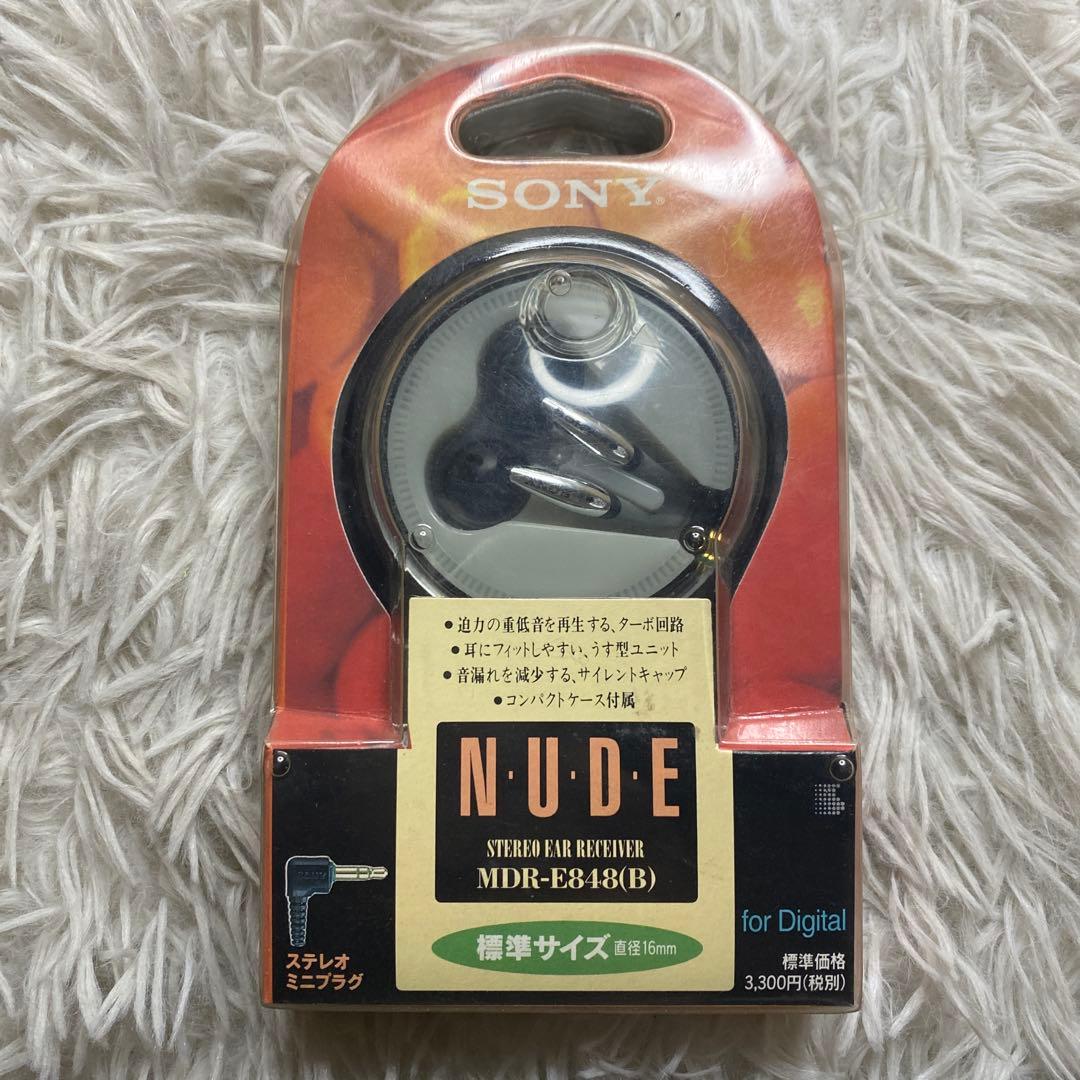 SONY®
SONY
• 迫力の重低音を再生する、ターボ回路
• 耳にフィットしやすい、うす型ユニット
• 音漏れを減少する、サイレントキャップ
• コンパクトケース付属
N·U·D·E
STEREO EAR RECEIVER
MDR-E848(B)
標準サイズ 直径16mm
ステレオ
ミニプラグ
for Digital
標準価格
3,300円(税別)